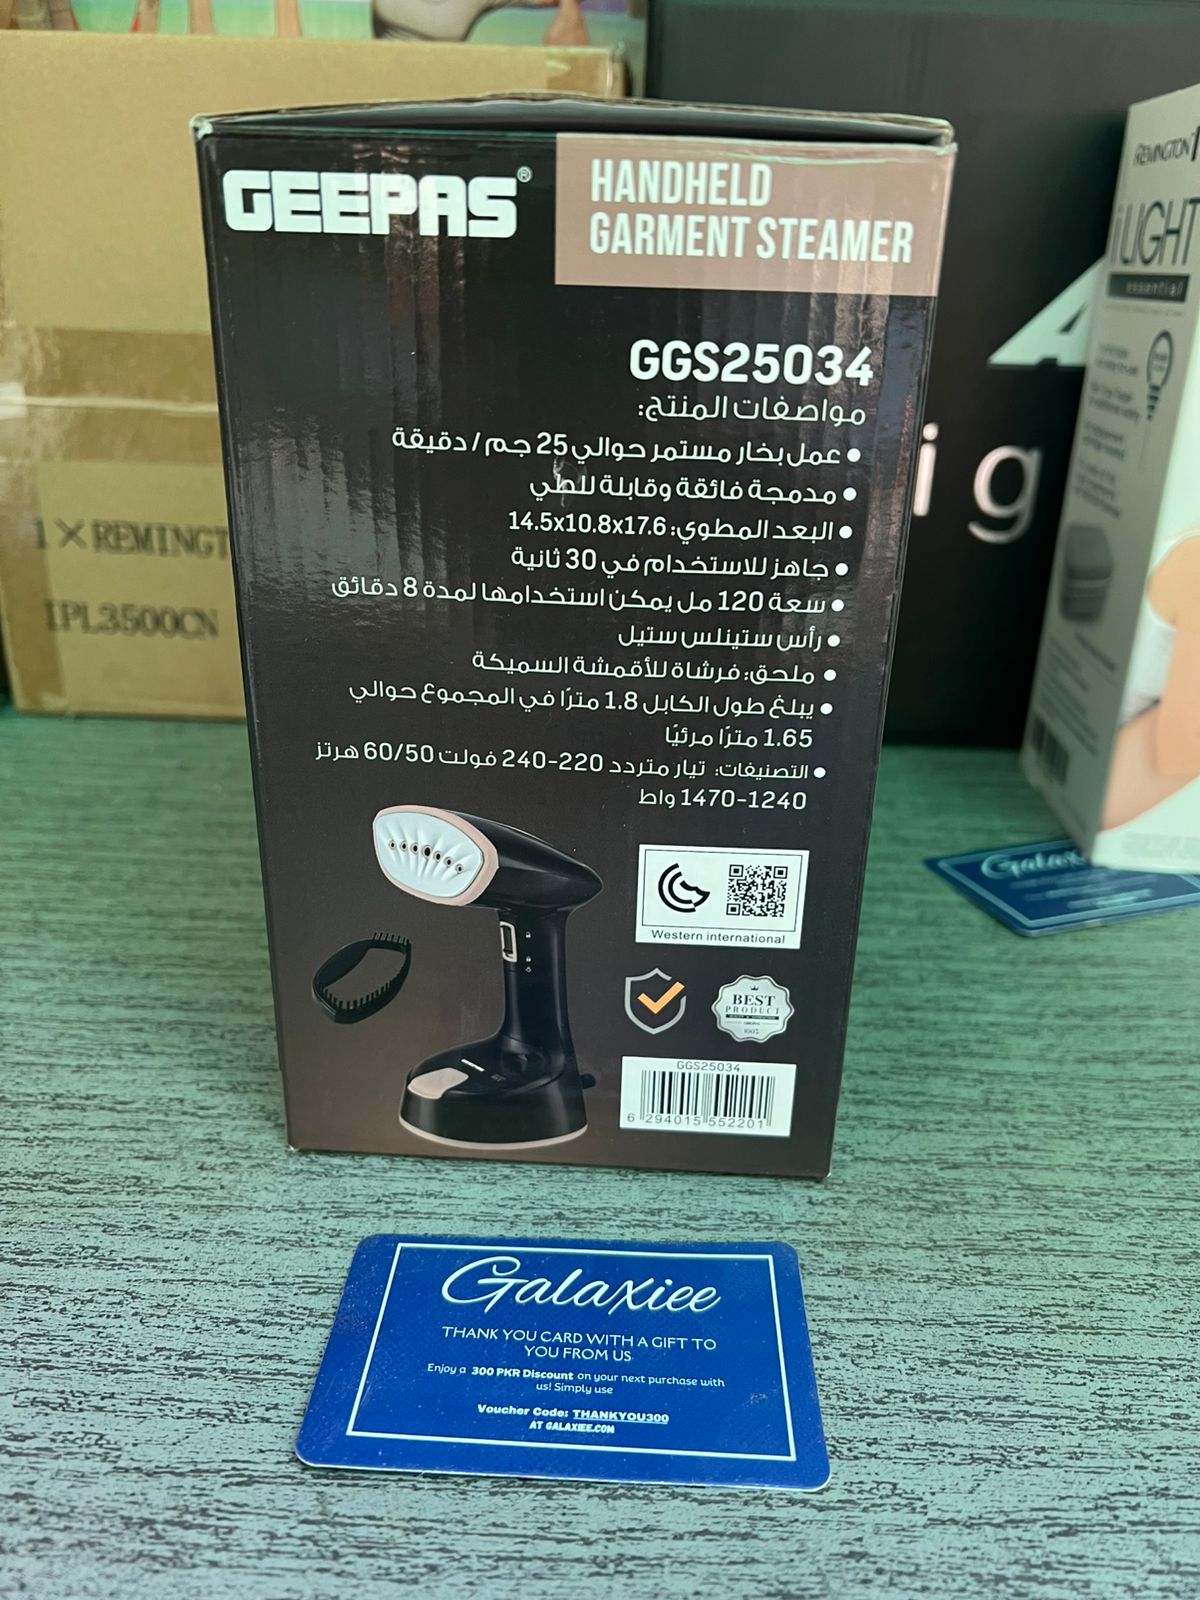 GEEPAS®
HANDHELD
GARMENT STEAMER
GGS25034
مواصفات المنتج:
• عمل بخار مستمر حوالي 25 جم / دقيقة
• مدمجة فائقة وقابلة للطي
• البعد المطوي: 14.5x10.8x17.6
• جاهز للاستخدام في 30 ثانية
• سعة 120 مل يمكن استخدامها لمدة 8 دقائق
• رأس ستينلس ستيل
• ملحق: فرشاة للأقمشة السميكة
• يبلغ طول الكابل 1.8 مترًا في المجموع حوالي
1.65 مترًا مرئيًا
• التصنيفات: تيار متردد 220-240 فولت 60/50 هرتز
1240-1470 واط
Western international
BEST
PRODUCT
100%
GGS25034
6 294015 552201
1×REMINGT
IPL3500CN
ig
REMINGTON
iLIGHT
essential
Galaxiee
THANK YOU CARD WITH A GIFT TO
YOU FROM US
Enjoy a 300 PKR Discount on your next purchase with
us! Simply use
Voucher Code: THANKYOU300
AT GALAXIEE.COM